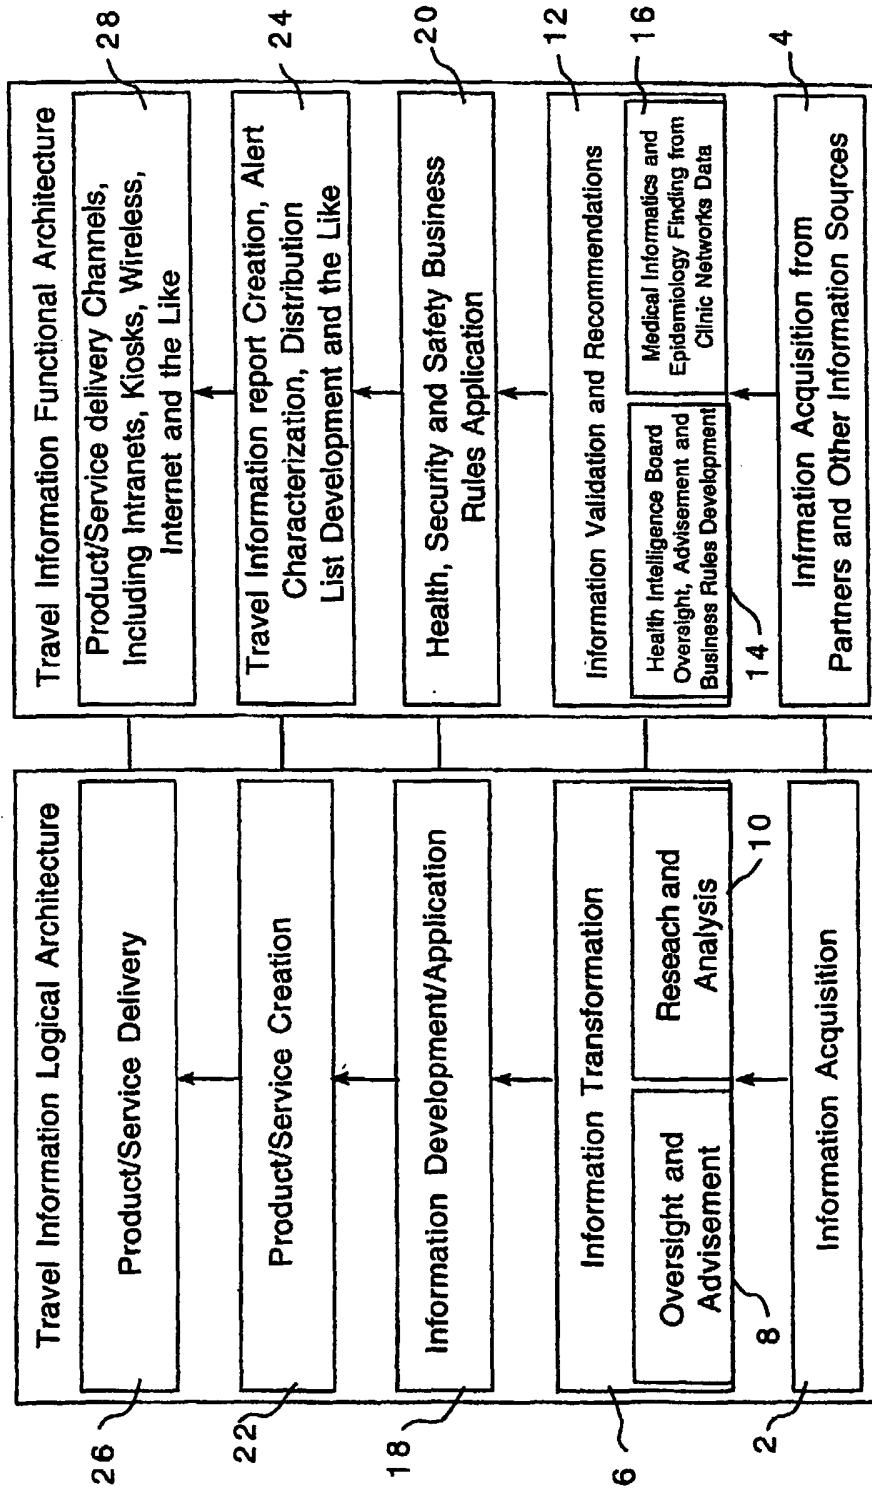 Travel Information Logical Architecture
26
Product/Service Delivery
22
Product/Service Creation
18
Information Development/Application
6
Information Transformation
8
Oversight and
Advisement
10
Reseach and
Analysis
2
Information Acquisition
Travel Information Functional Architecture
28
Product/Service delivery Channels,
Including Intranets, Kiosks, Wireless,
Internet and the Like
24
Travel Information report Creation, Alert
Characterization, Distribution
List Development and the Like
20
Health, Security and Safety Business
Rules Application
12
Information Validation and Recommendations
14
Health Intelligence Board
Oversight, Advisement and
Business Rules Development
16
Medical Informatics and
Epidemiology Finding from
Clinic Networks Data
4
Infrmation Acquisition from
Partners and Other Information Sources